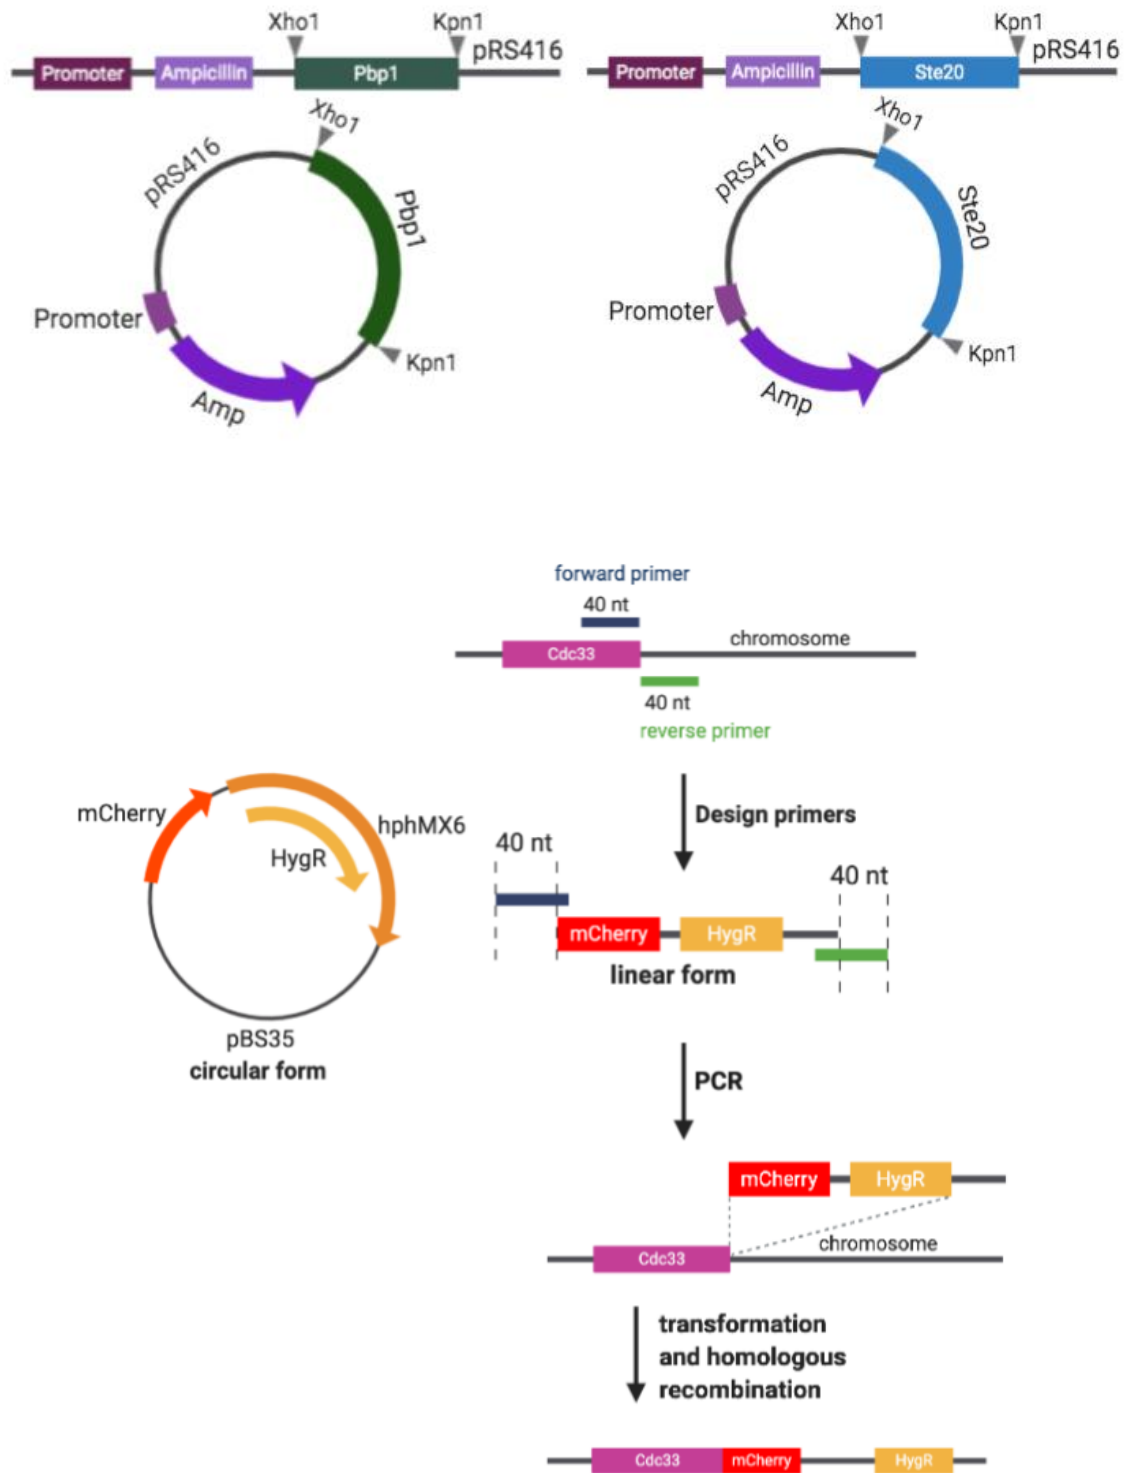 Xho1 Kpn1
pRS416
Promoter Ampicillin Pbp1
Xho1
pRS416
Pbp1
Promoter
Kpn1
Amp
Xho1 Kpn1
pRS416
Promoter Ampicillin Ste20
Xho1
pRS416
Ste20
Promoter
Kpn1
Amp
forward primer
40 nt
chromosome
Cdc33
40 nt
reverse primer
Design primers
mCherry
hphMX6
HygR
pBS35
circular form
40 nt
40 nt
mCherry HygR
linear form
PCR
mCherry HygR
chromosome
Cdc33
transformation
and homologous
recombination
Cdc33 mCherry HygR